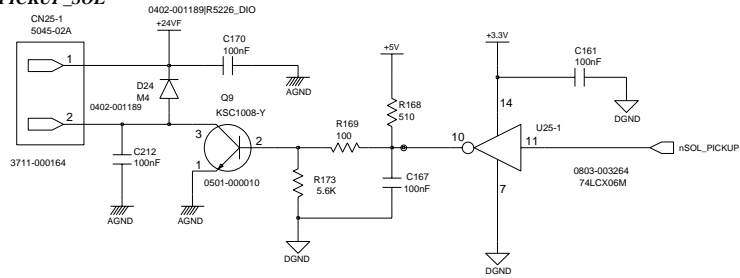 PICKUP_SOL
CN25-1
5045-02A
0402-001189|R5226_DIO
+24VF
C170
100nF
AGND
+5V
+3.3V
C161
100nF
DGND
1
2
D24
M4
0402-001189
Q9
KSC1008-Y
R168
510
R169
100
14
10
U25-1
11
nSOL_PICKUP
3
2
1
3711-000164
C212
100nF
0501-000010
R173
5.6K
C167
100nF
0803-003264
74LCX06M
7
AGND
AGND
DGND
DGND